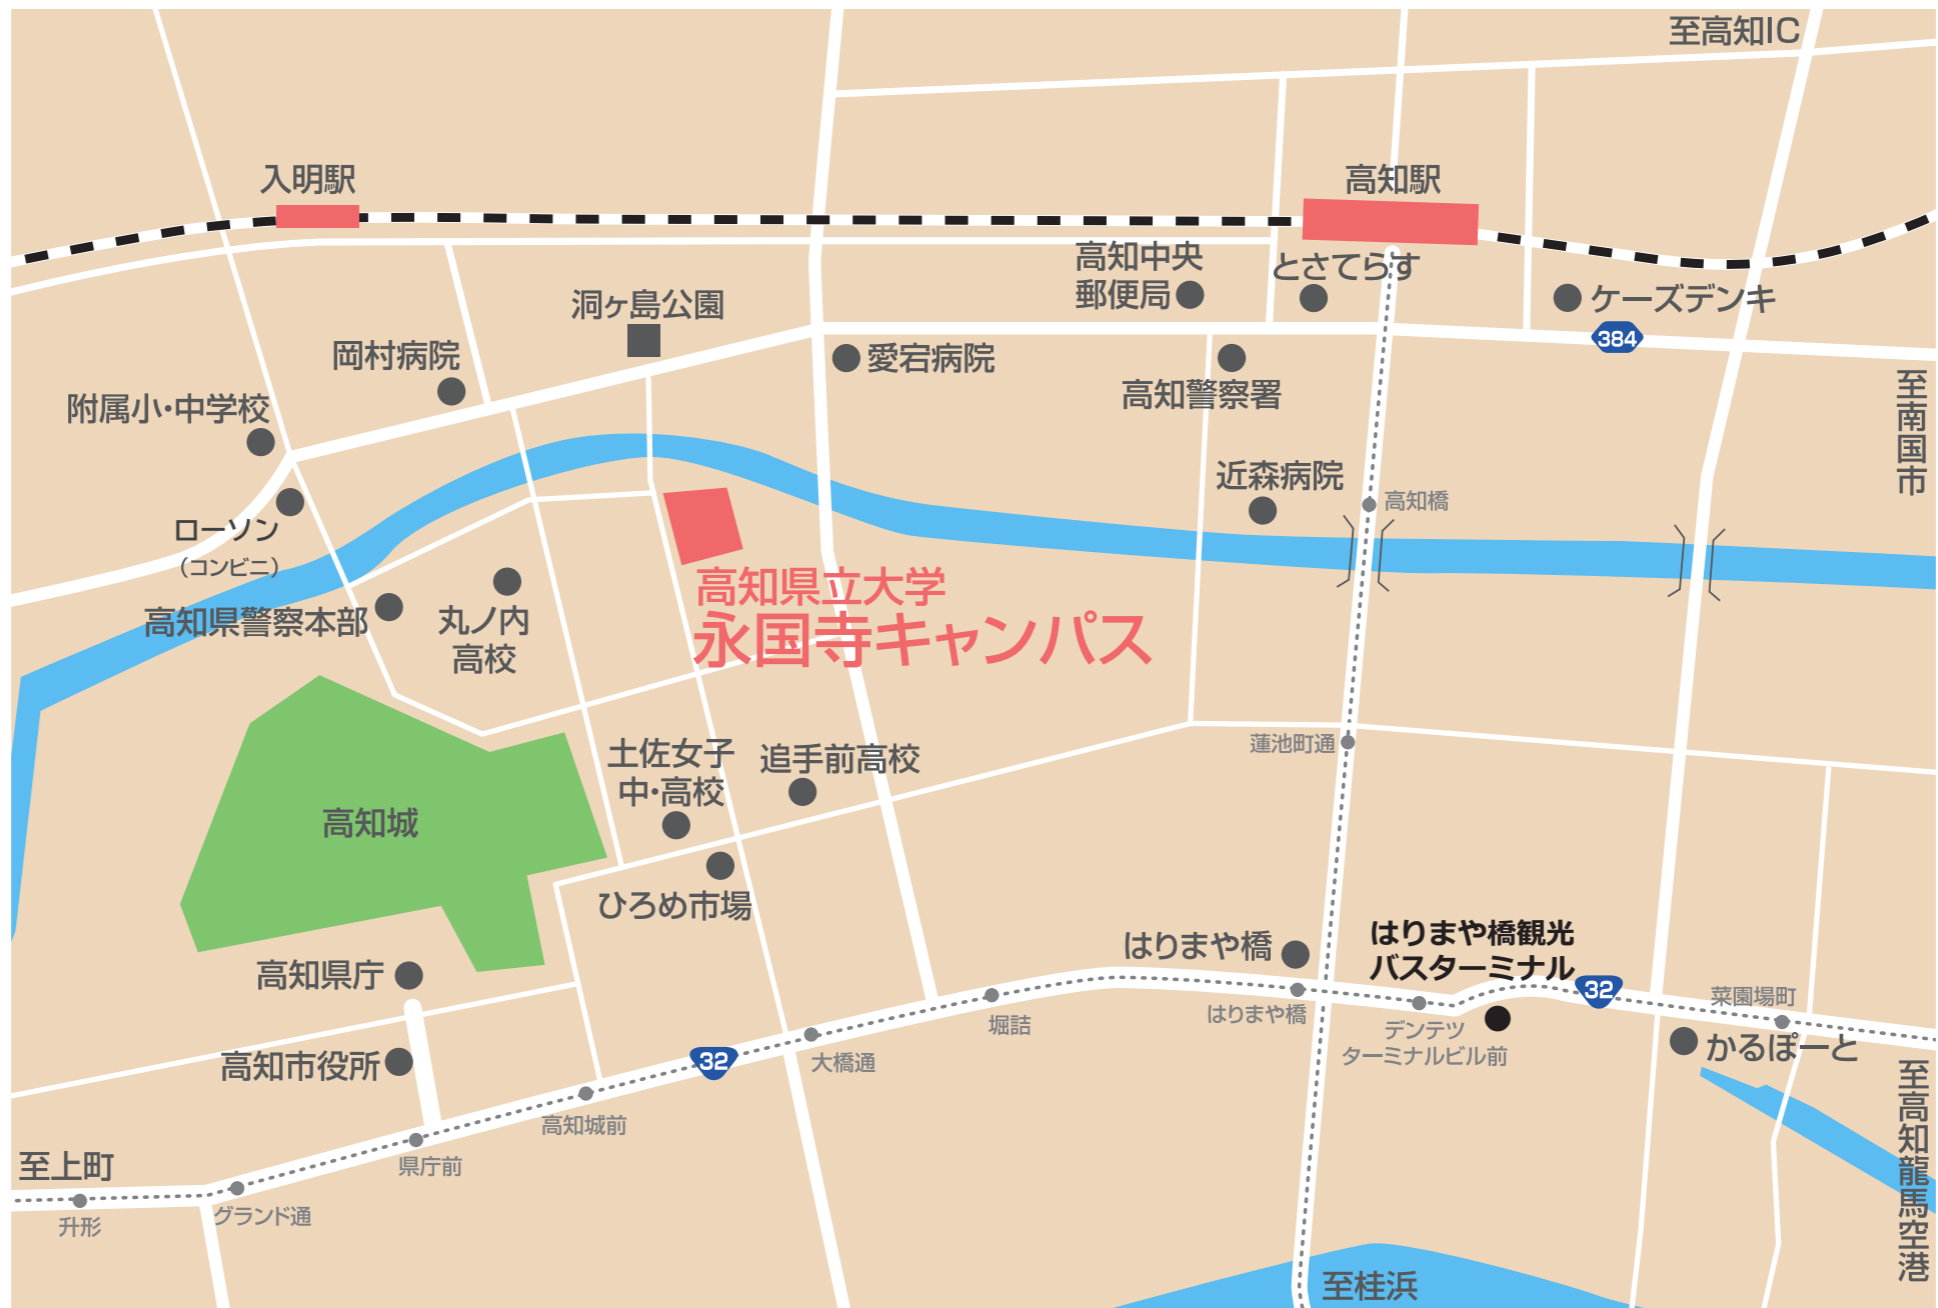 至高知IC
入明駅
高知駅
高知中央
郵便局
とさてらす
ケーズデンキ
384
洞ヶ島公園
岡村病院
愛宕病院
高知警察署
附属小・中学校
至南国市
近森病院
高知橋
ローソン
（コンビニ）
高知県警察本部
丸ノ内
高校
高知県立大学
永国寺キャンパス
土佐女子
中・高校
追手前高校
蓮池町通
高知城
ひろめ市場
はりまや橋
はりまや橋観光
バスターミナル
32
高知県庁
菜園場町
はりまや橋
堀詰
デンテツ
ターミナルビル前
かるぽーと
高知市役所
32
大橋通
高知城前
至高知龍馬空港
至上町
県庁前
升形
グランド通
至桂浜